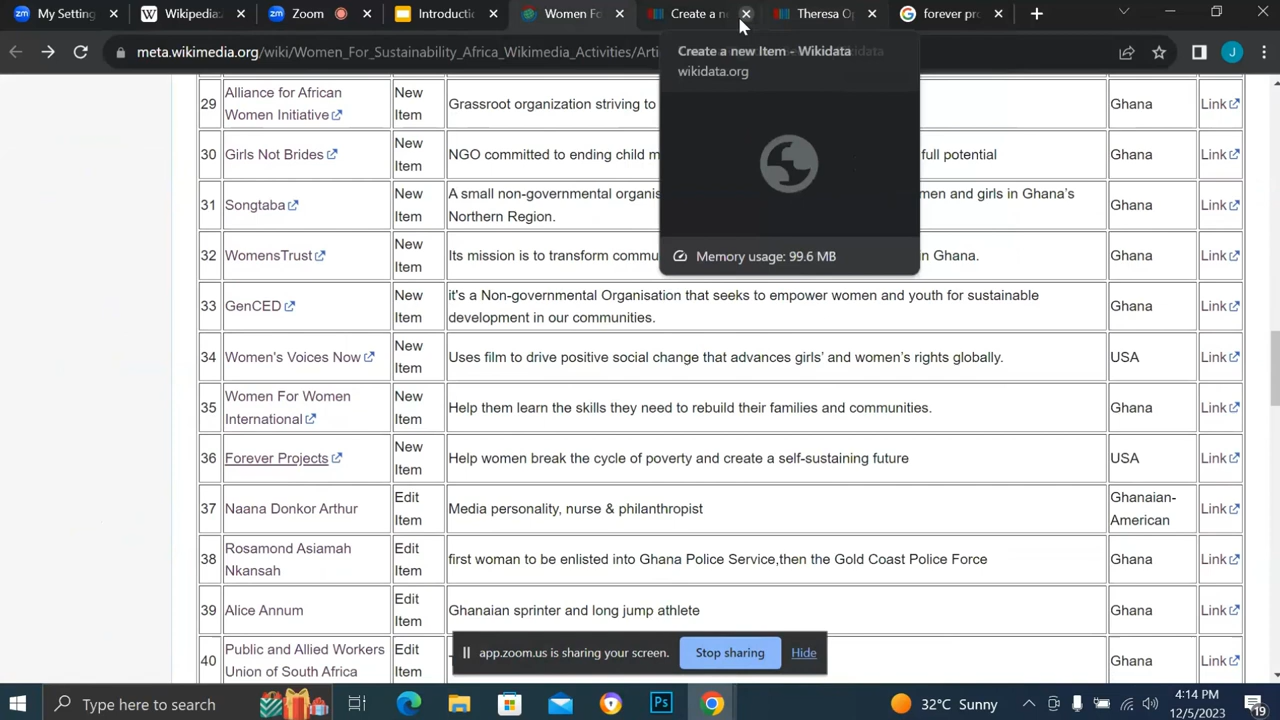 My Setting
Wikipedia:
Zoom
Introductio
Women Fo
Create a ne
Theresa Op
forever pro
meta.wikimedia.org/wiki/Women_For_Sustainability_Africa_Wikimedia_Activities/Arti
J
Create a new Item - Wikidata
wikidata.org
Memory usage: 99.6 MB
29 Alliance for African Women Initiative New Item Grassroot organization striving to Ghana Link
30 Girls Not Brides New Item NGO committed to ending child m full potential Ghana Link
31 Songtaba New Item A small non-governmental organis men and girls in Ghana's Northern Region. Ghana Link
32 WomensTrust New Item Its mission is to transform commu in Ghana. Ghana Link
33 GenCED New Item it's a Non-governmental Organisation that seeks to empower women and youth for sustainable development in our communities. Ghana Link
34 Women's Voices Now New Item Uses film to drive positive social change that advances girls' and women's rights globally. USA Link
35 Women For Women International New Item Help them learn the skills they need to rebuild their families and communities. Ghana Link
36 Forever Projects New Item Help women break the cycle of poverty and create a self-sustaining future USA Link
37 Naana Donkor Arthur Edit Item Media personality, nurse & philanthropist Ghanaian-American Link
38 Rosamond Asiamah Nkansah Edit Item first woman to be enlisted into Ghana Police Service,then the Gold Coast Police Force Ghana Link
39 Alice Annum Edit Item Ghanaian sprinter and long jump athlete Ghana Link
40 Public and Allied Workers Union of South Africa Edit Item Ghana Link
app.zoom.us is sharing your screen. Stop sharing Hide
Type here to search
Ps
32°C Sunny
4:14 PM
12/5/2023
19